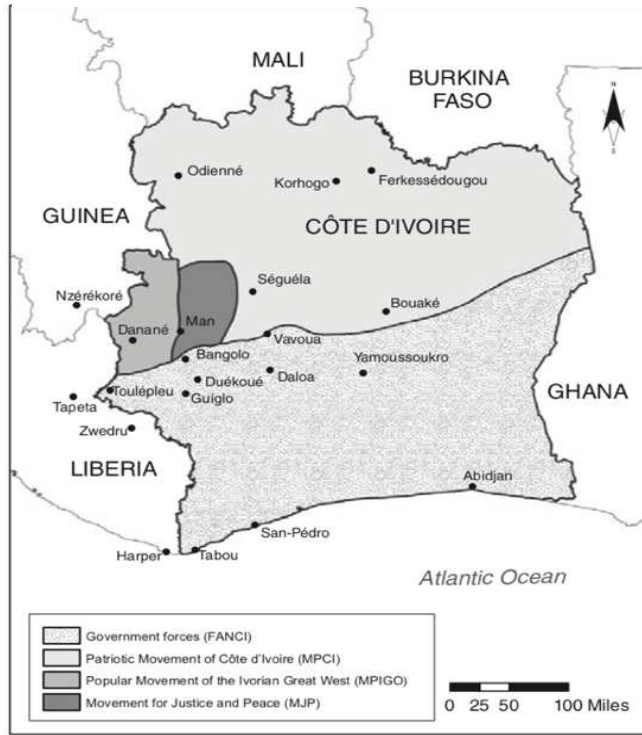 MALI
BURKINA
FASO
N
S
Odienné
Korhogo
Ferkessédougou
GUINEA
CÔTE D'IVOIRE
Nzérékoré
Séguéla
Bouaké
Danané
Man
Vavoua
Bangolo
Yamoussoukro
Duékoué
Daloa
Toulépleu
Guiglo
GHANA
Tapeta
Zwedru
LIBERIA
Abidjan
San-Pédro
Harper
Tabou
Atlantic Ocean
Government forces (FANCI)
Patriotic Movement of Côte d'Ivoire (MPCI)
Popular Movement of the Ivorian Great West (MPIGO)
Movement for Justice and Peace (MJP)
0 25 50 100 Miles